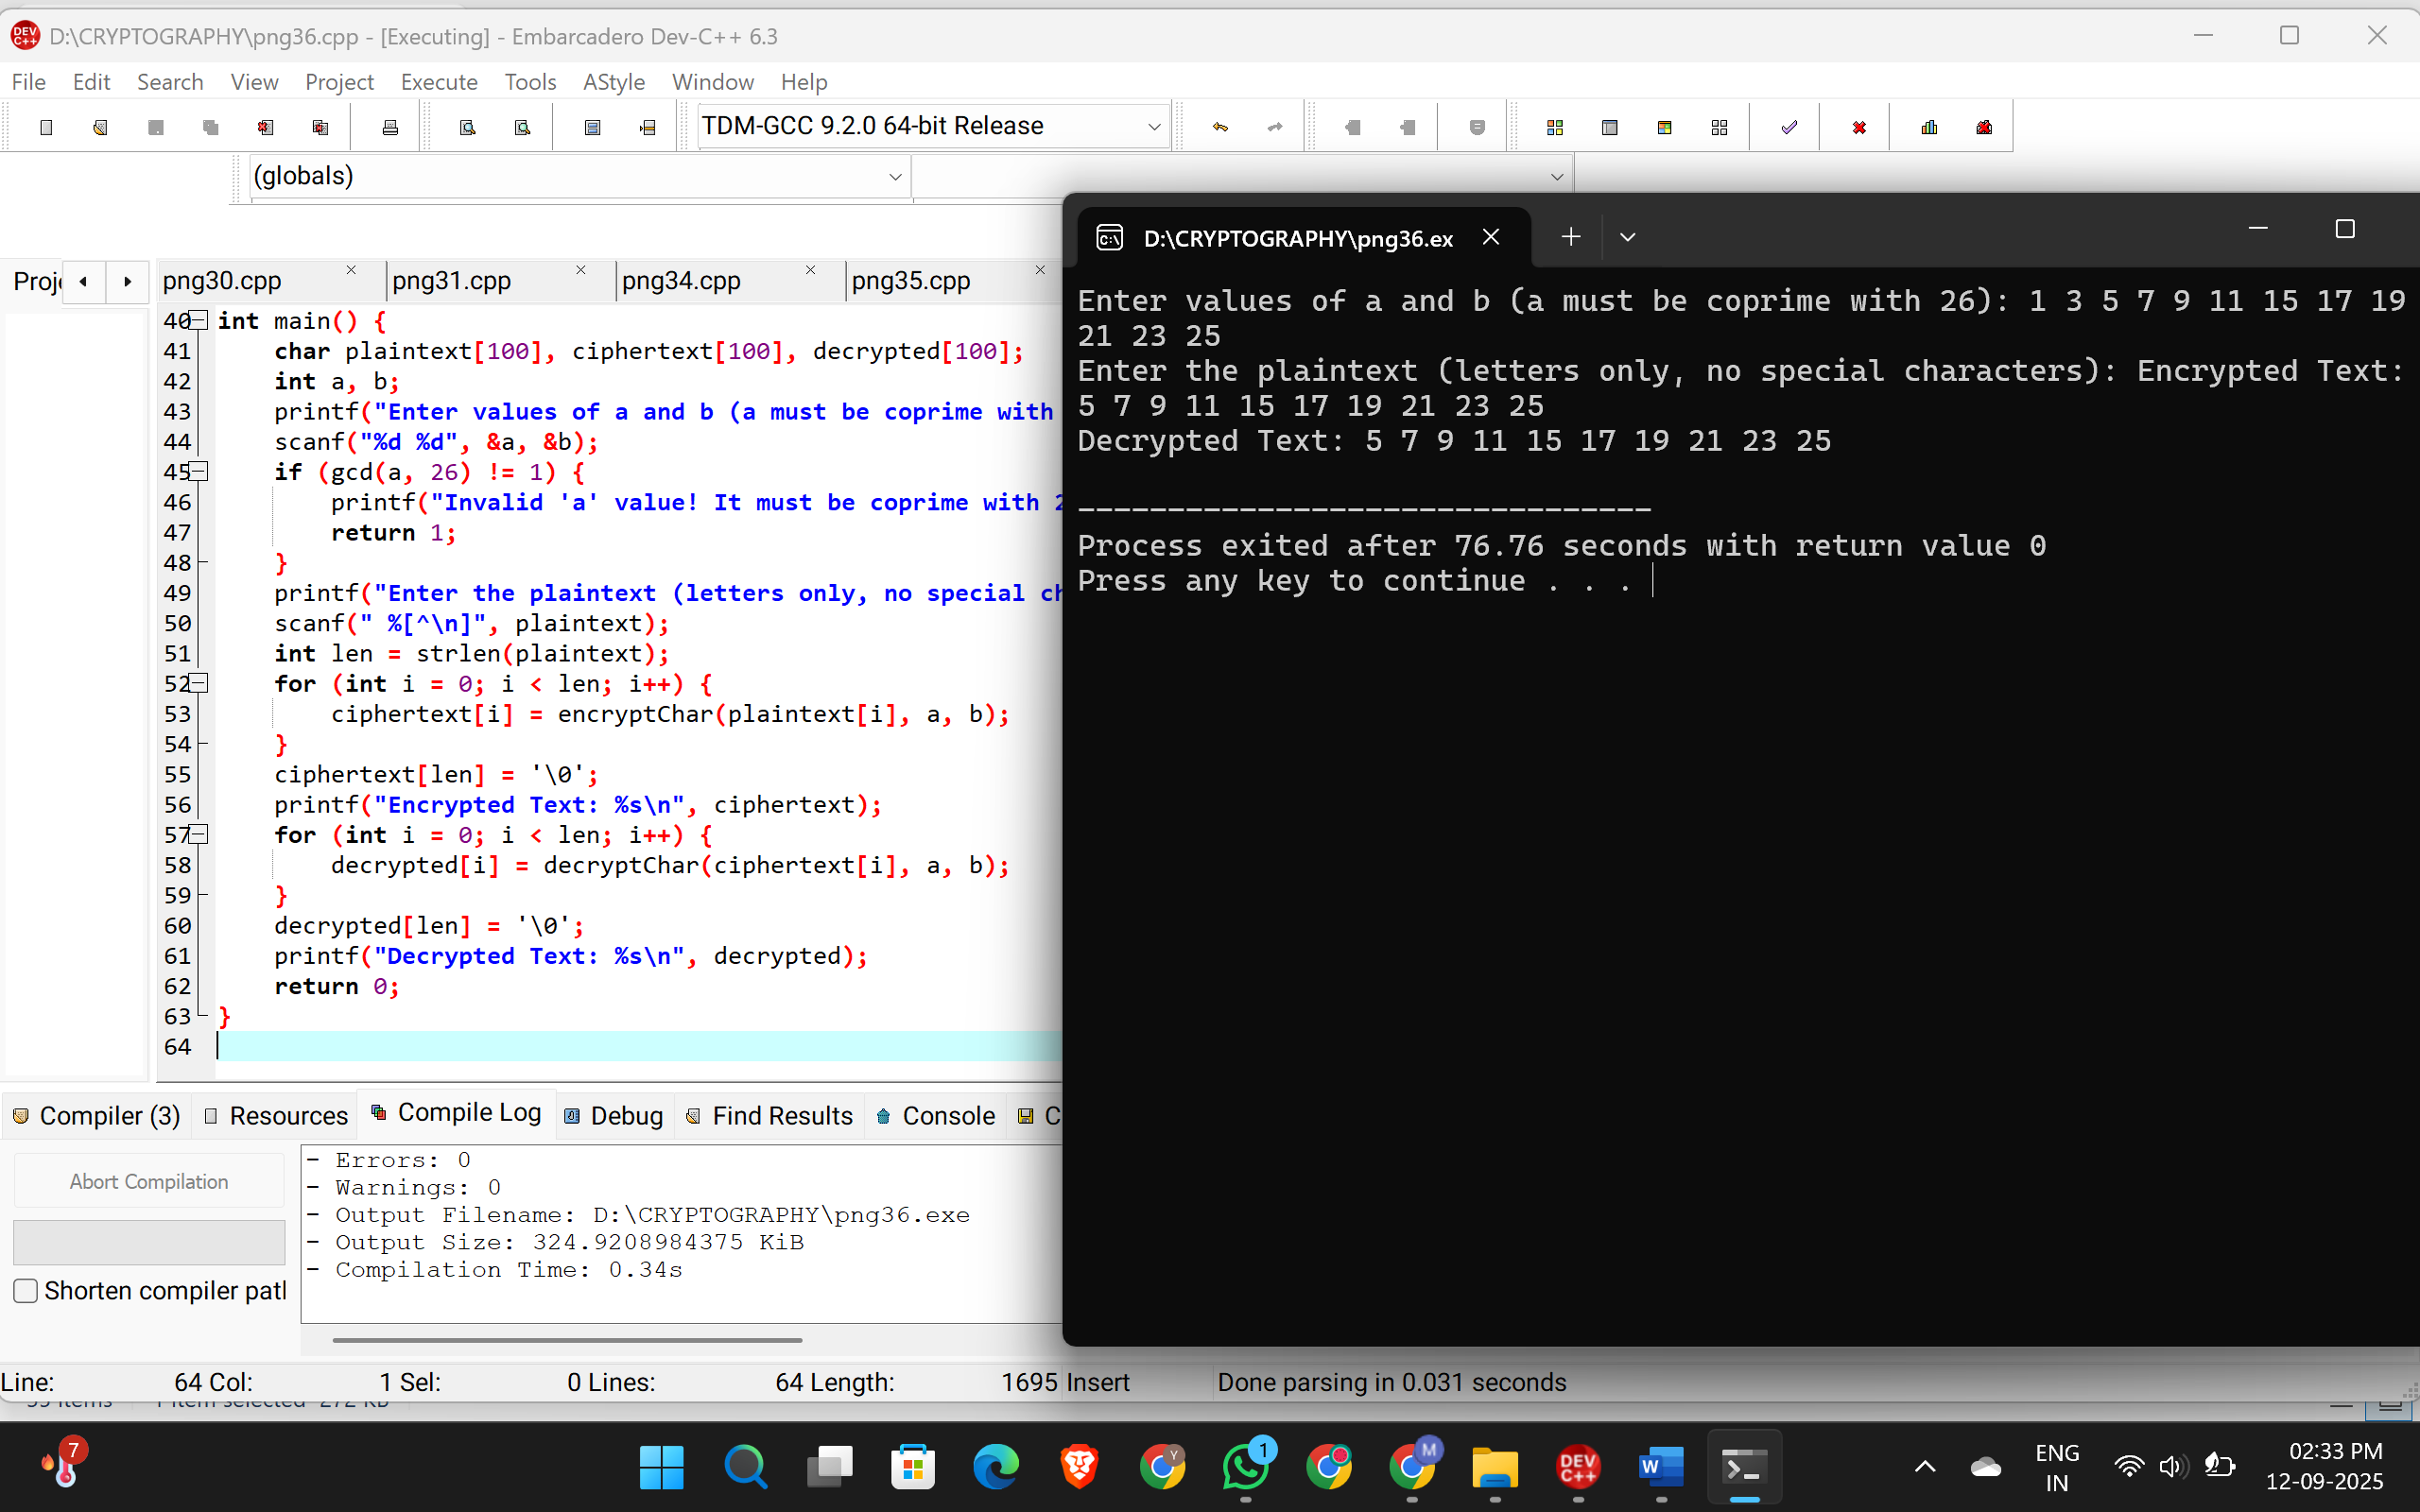 D:\CRYPTOGRAPHY\png36.cpp - [Executing] - Embarcadero Dev-C++ 6.3
File Edit Search View Project Execute Tools AStyle Window Help
TDM-GCC 9.2.0 64-bit Release
(globals)
png30.cpp png31.cpp png34.cpp png35.cpp
40 int main() {
41 char plaintext[100], ciphertext[100], decrypted[100];
42 int a, b;
43 printf("Enter values of a and b (a must be coprime with
44 scanf("%d %d", &a, &b);
45 if (gcd(a, 26) != 1) {
46 printf("Invalid 'a' value! It must be coprime with 2
47 return 1;
48 }
49 printf("Enter the plaintext (letters only, no special ch
50 scanf(" %[^\n]", plaintext);
51 int len = strlen(plaintext);
52 for (int i = 0; i < len; i++) {
53 ciphertext[i] = encryptChar(plaintext[i], a, b);
54 }
55 ciphertext[len] = '\0';
56 printf("Encrypted Text: %s\n", ciphertext);
57 for (int i = 0; i < len; i++) {
58 decrypted[i] = decryptChar(ciphertext[i], a, b);
59 }
60 decrypted[len] = '\0';
61 printf("Decrypted Text: %s\n", decrypted);
62 return 0;
63 }
64
D:\CRYPTOGRAPHY\png36.ex
Enter values of a and b (a must be coprime with 26): 1 3 5 7 9 11 15 17 19
21 23 25
Enter the plaintext (letters only, no special characters): Encrypted Text:
5 7 9 11 15 17 19 21 23 25
Decrypted Text: 5 7 9 11 15 17 19 21 23 25
--------------------------------
Process exited after 76.76 seconds with return value 0
Press any key to continue . . .
Compiler (3) Resources Compile Log Debug Find Results Console C
Abort Compilation
Shorten compiler patl
- Errors: 0
- Warnings: 0
- Output Filename: D:\CRYPTOGRAPHY\png36.exe
- Output Size: 324.9208984375 KiB
- Compilation Time: 0.34s
Line: 64 Col: 1 Sel: 0 Lines: 64 Length: 1695 Insert Done parsing in 0.031 seconds
7
Y
1
M
DEV C++
W
ENG
IN
02:33 PM
12-09-2025